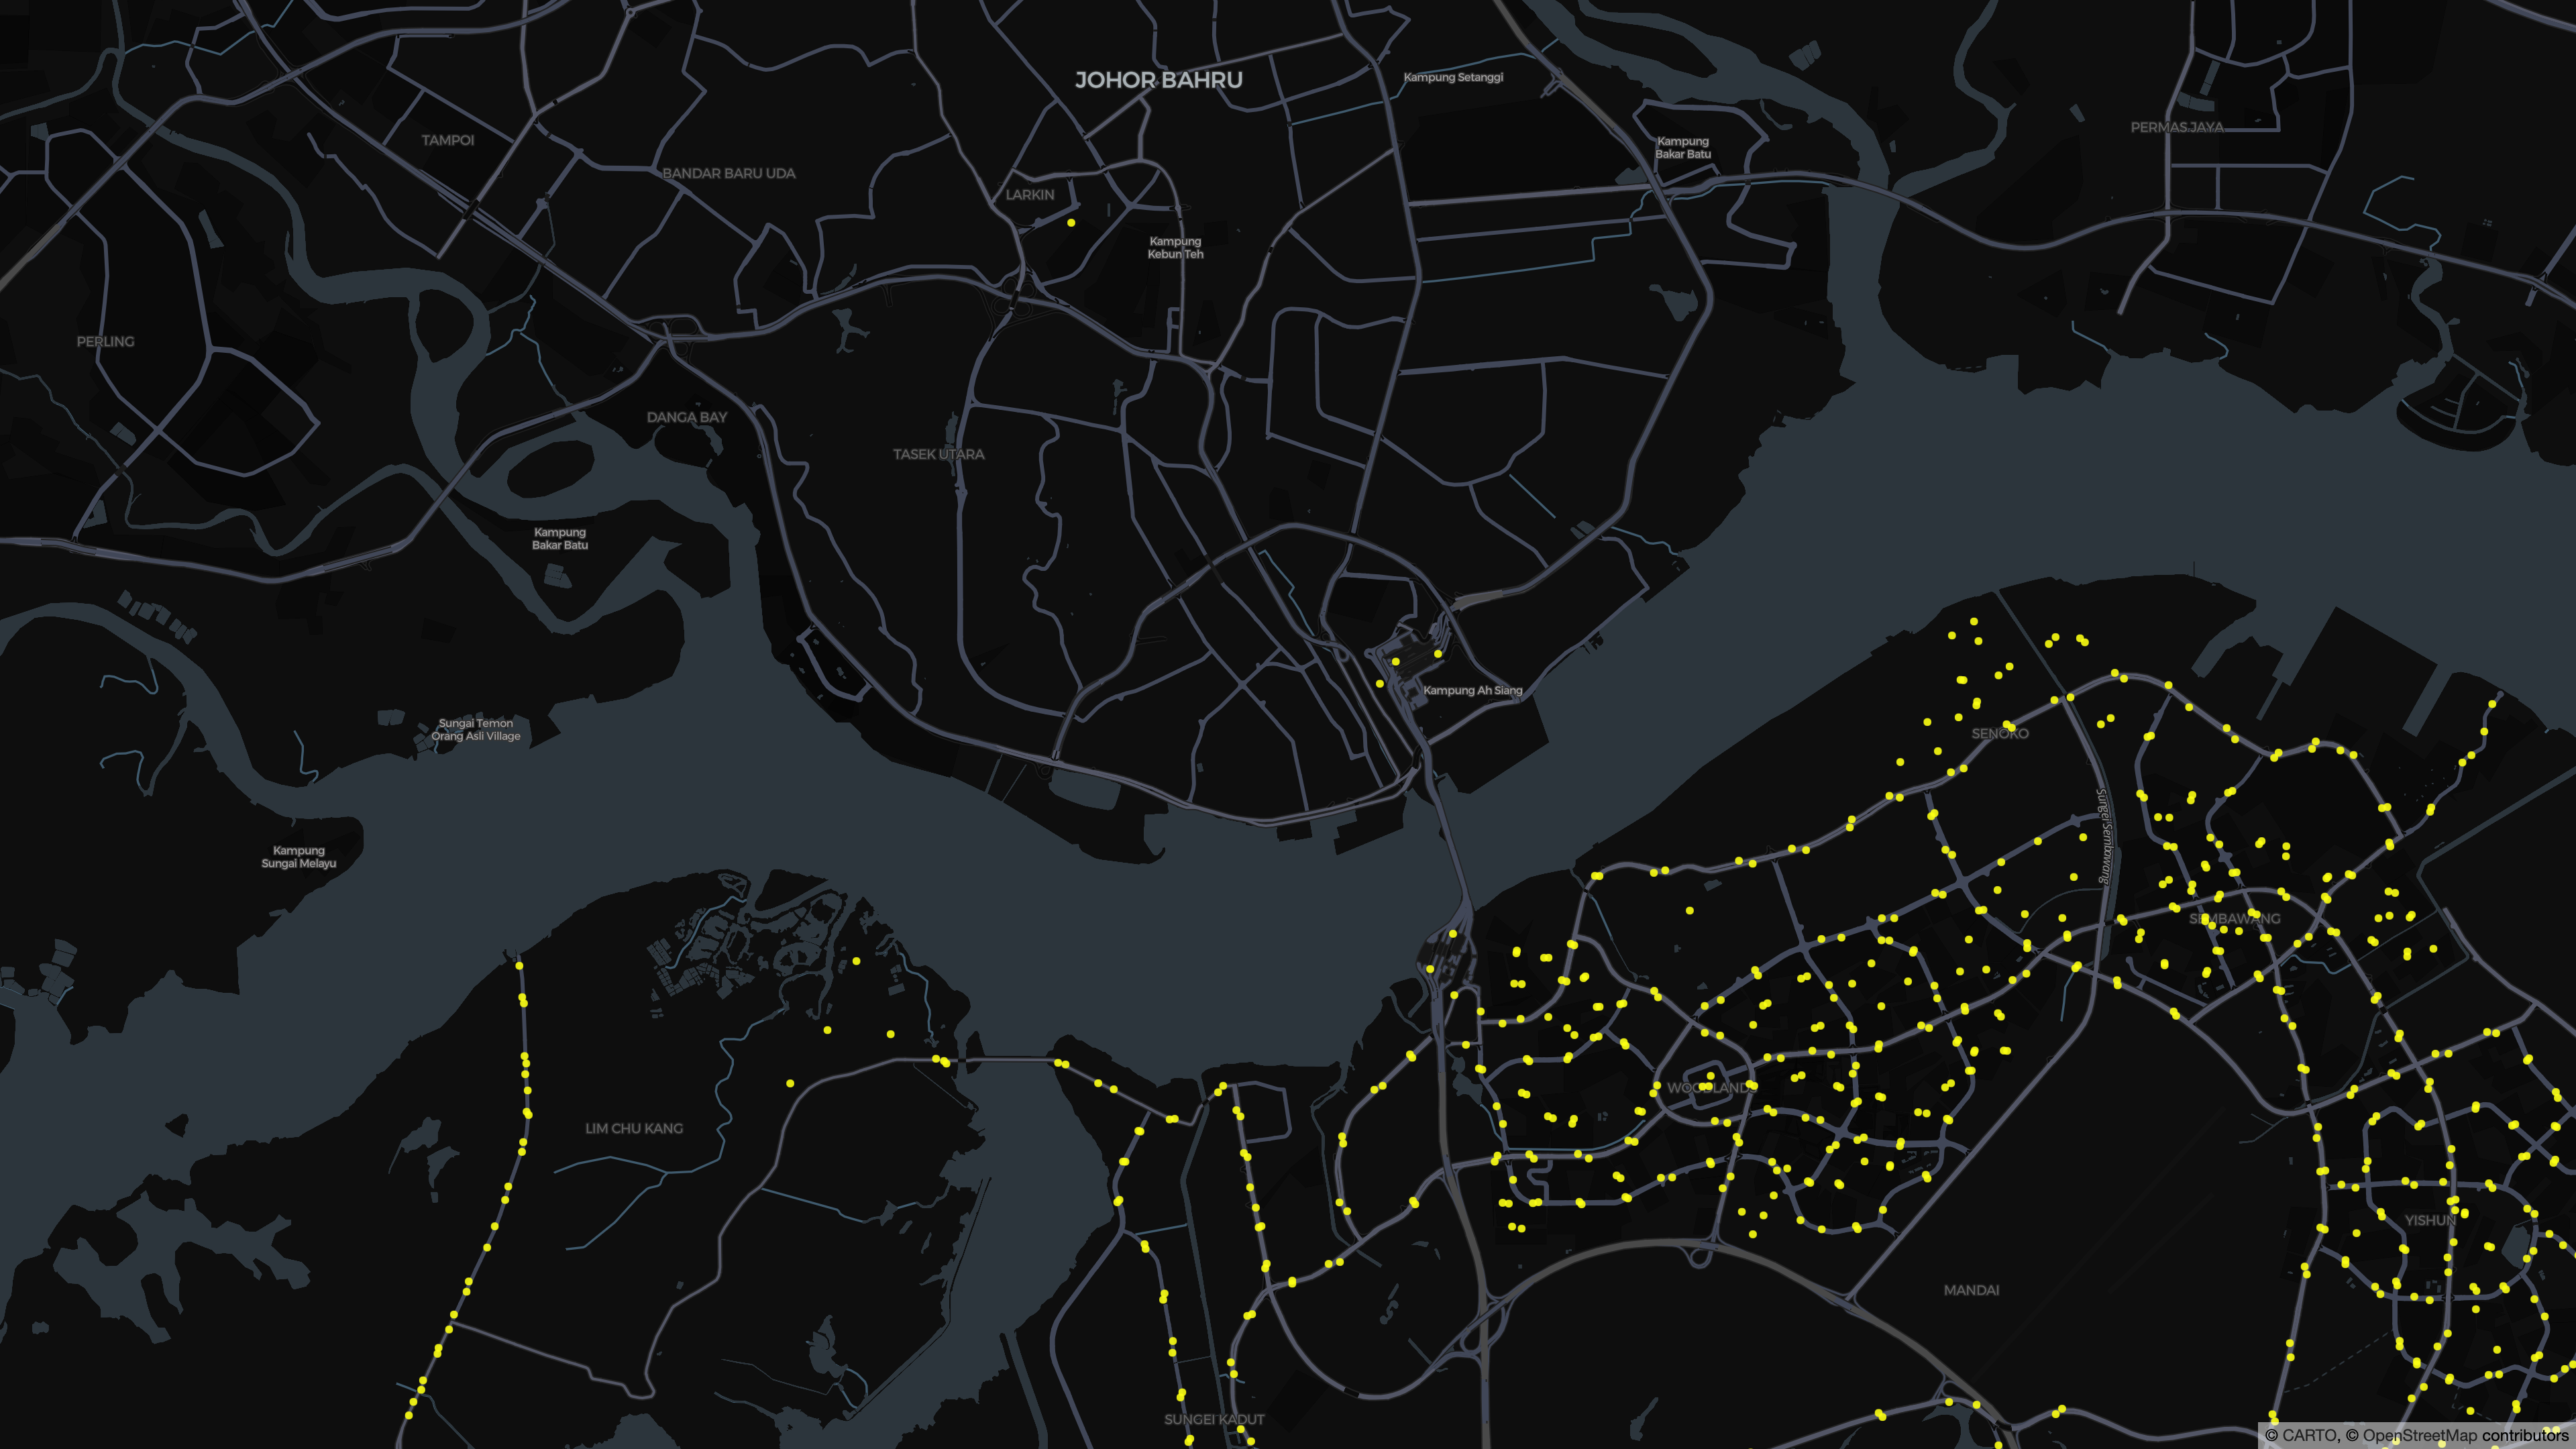 JOHOR BAHRU
Kampung Setanggi
PERMAS JAYA
TAMPOI
Kampung
Bakar Batu
BANDAR BARU UDA
LARKIN
Kampung
Kebun Teh
PERLING
DANGA BAY
TASEK UTARA
Kampung
Bakar Batu
Kampung Ah Siang
Sungai Temon
Orang Asli Village
SENOKO
Sungei Sembawang
Kampung
Sungai Melayu
SEMBAWANG
WOODLANDS
LIM CHU KANG
YISHUN
MANDAI
SUNGEI KADUT
© CARTO, © OpenStreetMap contributors